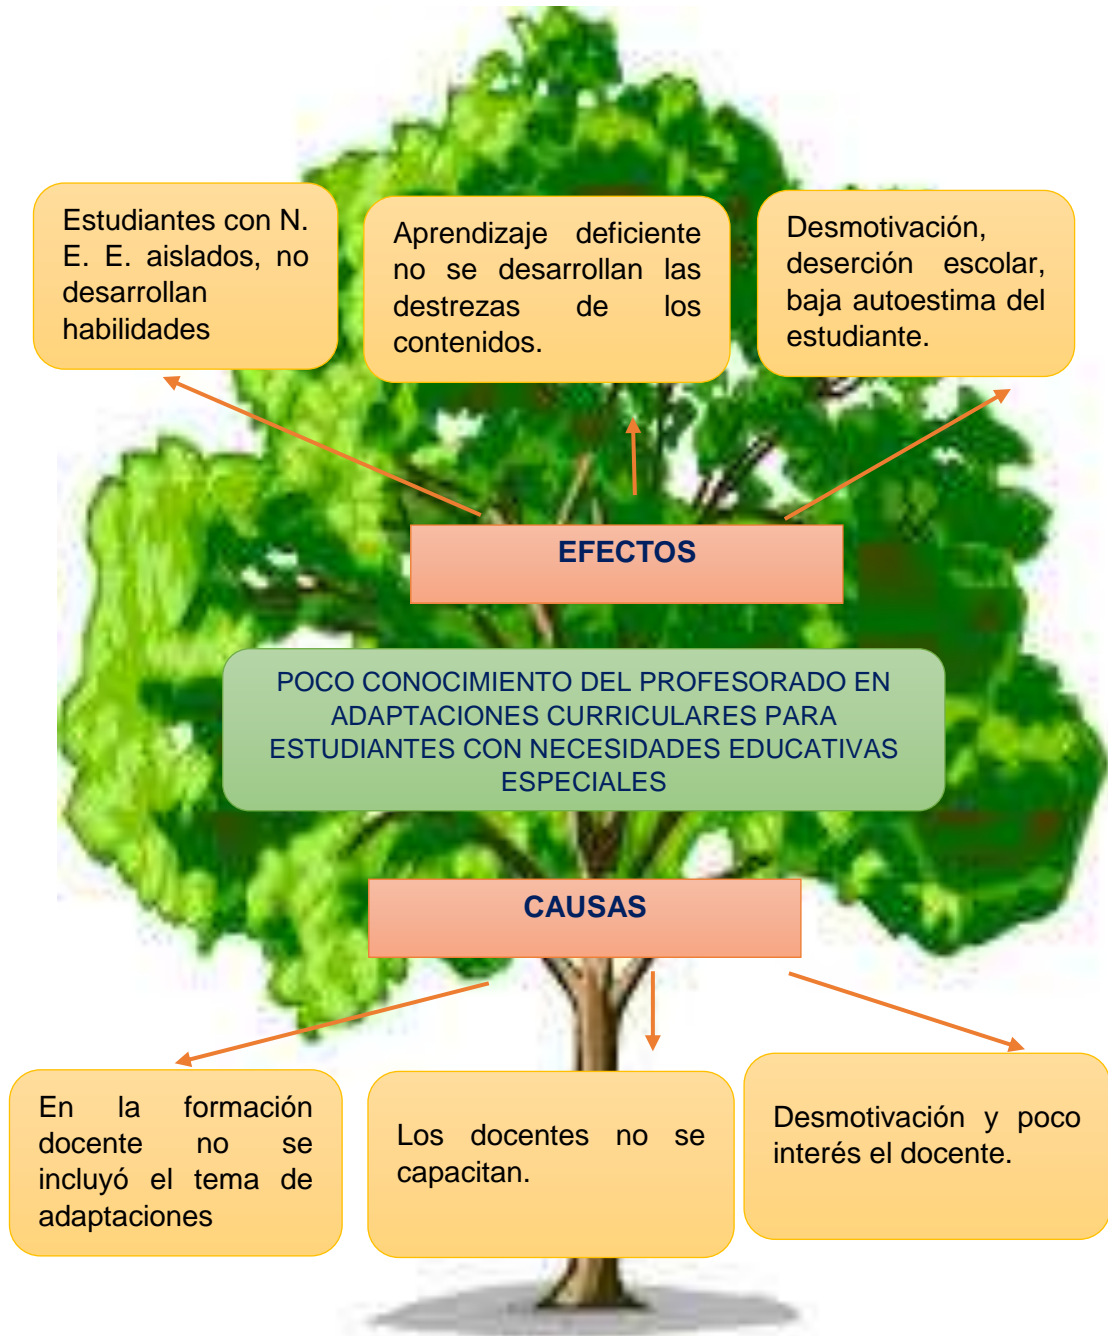 Estudiantes con N.
E. E. aislados, no
desarrollan
habilidades
Aprendizaje deficiente
no se desarrollan las
destrezas de los
contenidos.
Desmotivación,
deserción escolar,
baja autoestima del
estudiante.
EFECTOS
POCO CONOCIMIENTO DEL PROFESORADO EN
ADAPTACIONES CURRICULARES PARA
ESTUDIANTES CON NECESIDADES EDUCATIVAS
ESPECIALES
CAUSAS
En la formación
docente no se
incluyó el tema de
adaptaciones
Los docentes no se
capacitan.
Desmotivación y poco
interés el docente.